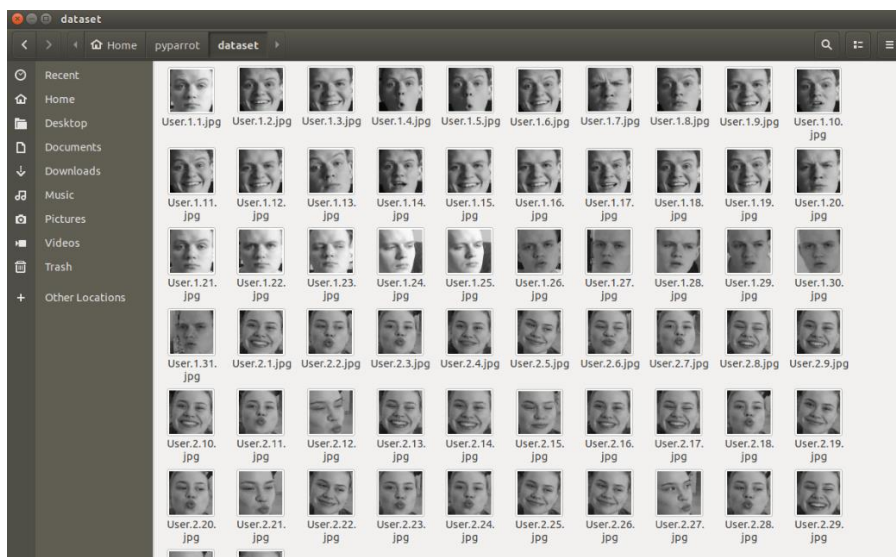 dataset
Home pyparrot dataset
Recent
Home
Desktop
Documents
Downloads
Music
Pictures
Videos
Trash
Other Locations
User.1.1.jpg User.1.2.jpg User.1.3.jpg User.1.4.jpg User.1.5.jpg User.1.6.jpg User.1.7.jpg User.1.8.jpg User.1.9.jpg User.1.10.
jpg
User.1.11. User.1.12. User.1.13. User.1.14. User.1.15. User.1.16. User.1.17. User.1.18. User.1.19. User.1.20.
jpg jpg jpg jpg jpg jpg jpg jpg jpg jpg
User.1.21. User.1.22. User.1.23. User.1.24. User.1.25. User.1.26. User.1.27. User.1.28. User.1.29. User.1.30.
jpg jpg jpg jpg jpg jpg jpg jpg jpg jpg
User.1.31. User.2.1.jpg User.2.2.jpg User.2.3.jpg User.2.4.jpg User.2.5.jpg User.2.6.jpg User.2.7.jpg User.2.8.jpg User.2.9.jpg
jpg
User.2.10. User.2.11. User.2.12. User.2.13. User.2.14. User.2.15. User.2.16. User.2.17. User.2.18. User.2.19.
jpg jpg jpg jpg jpg jpg jpg jpg jpg jpg
User.2.20. User.2.21. User.2.22. User.2.23. User.2.24. User.2.25. User.2.26. User.2.27. User.2.28. User.2.29.
jpg jpg jpg jpg jpg jpg jpg jpg jpg jpg